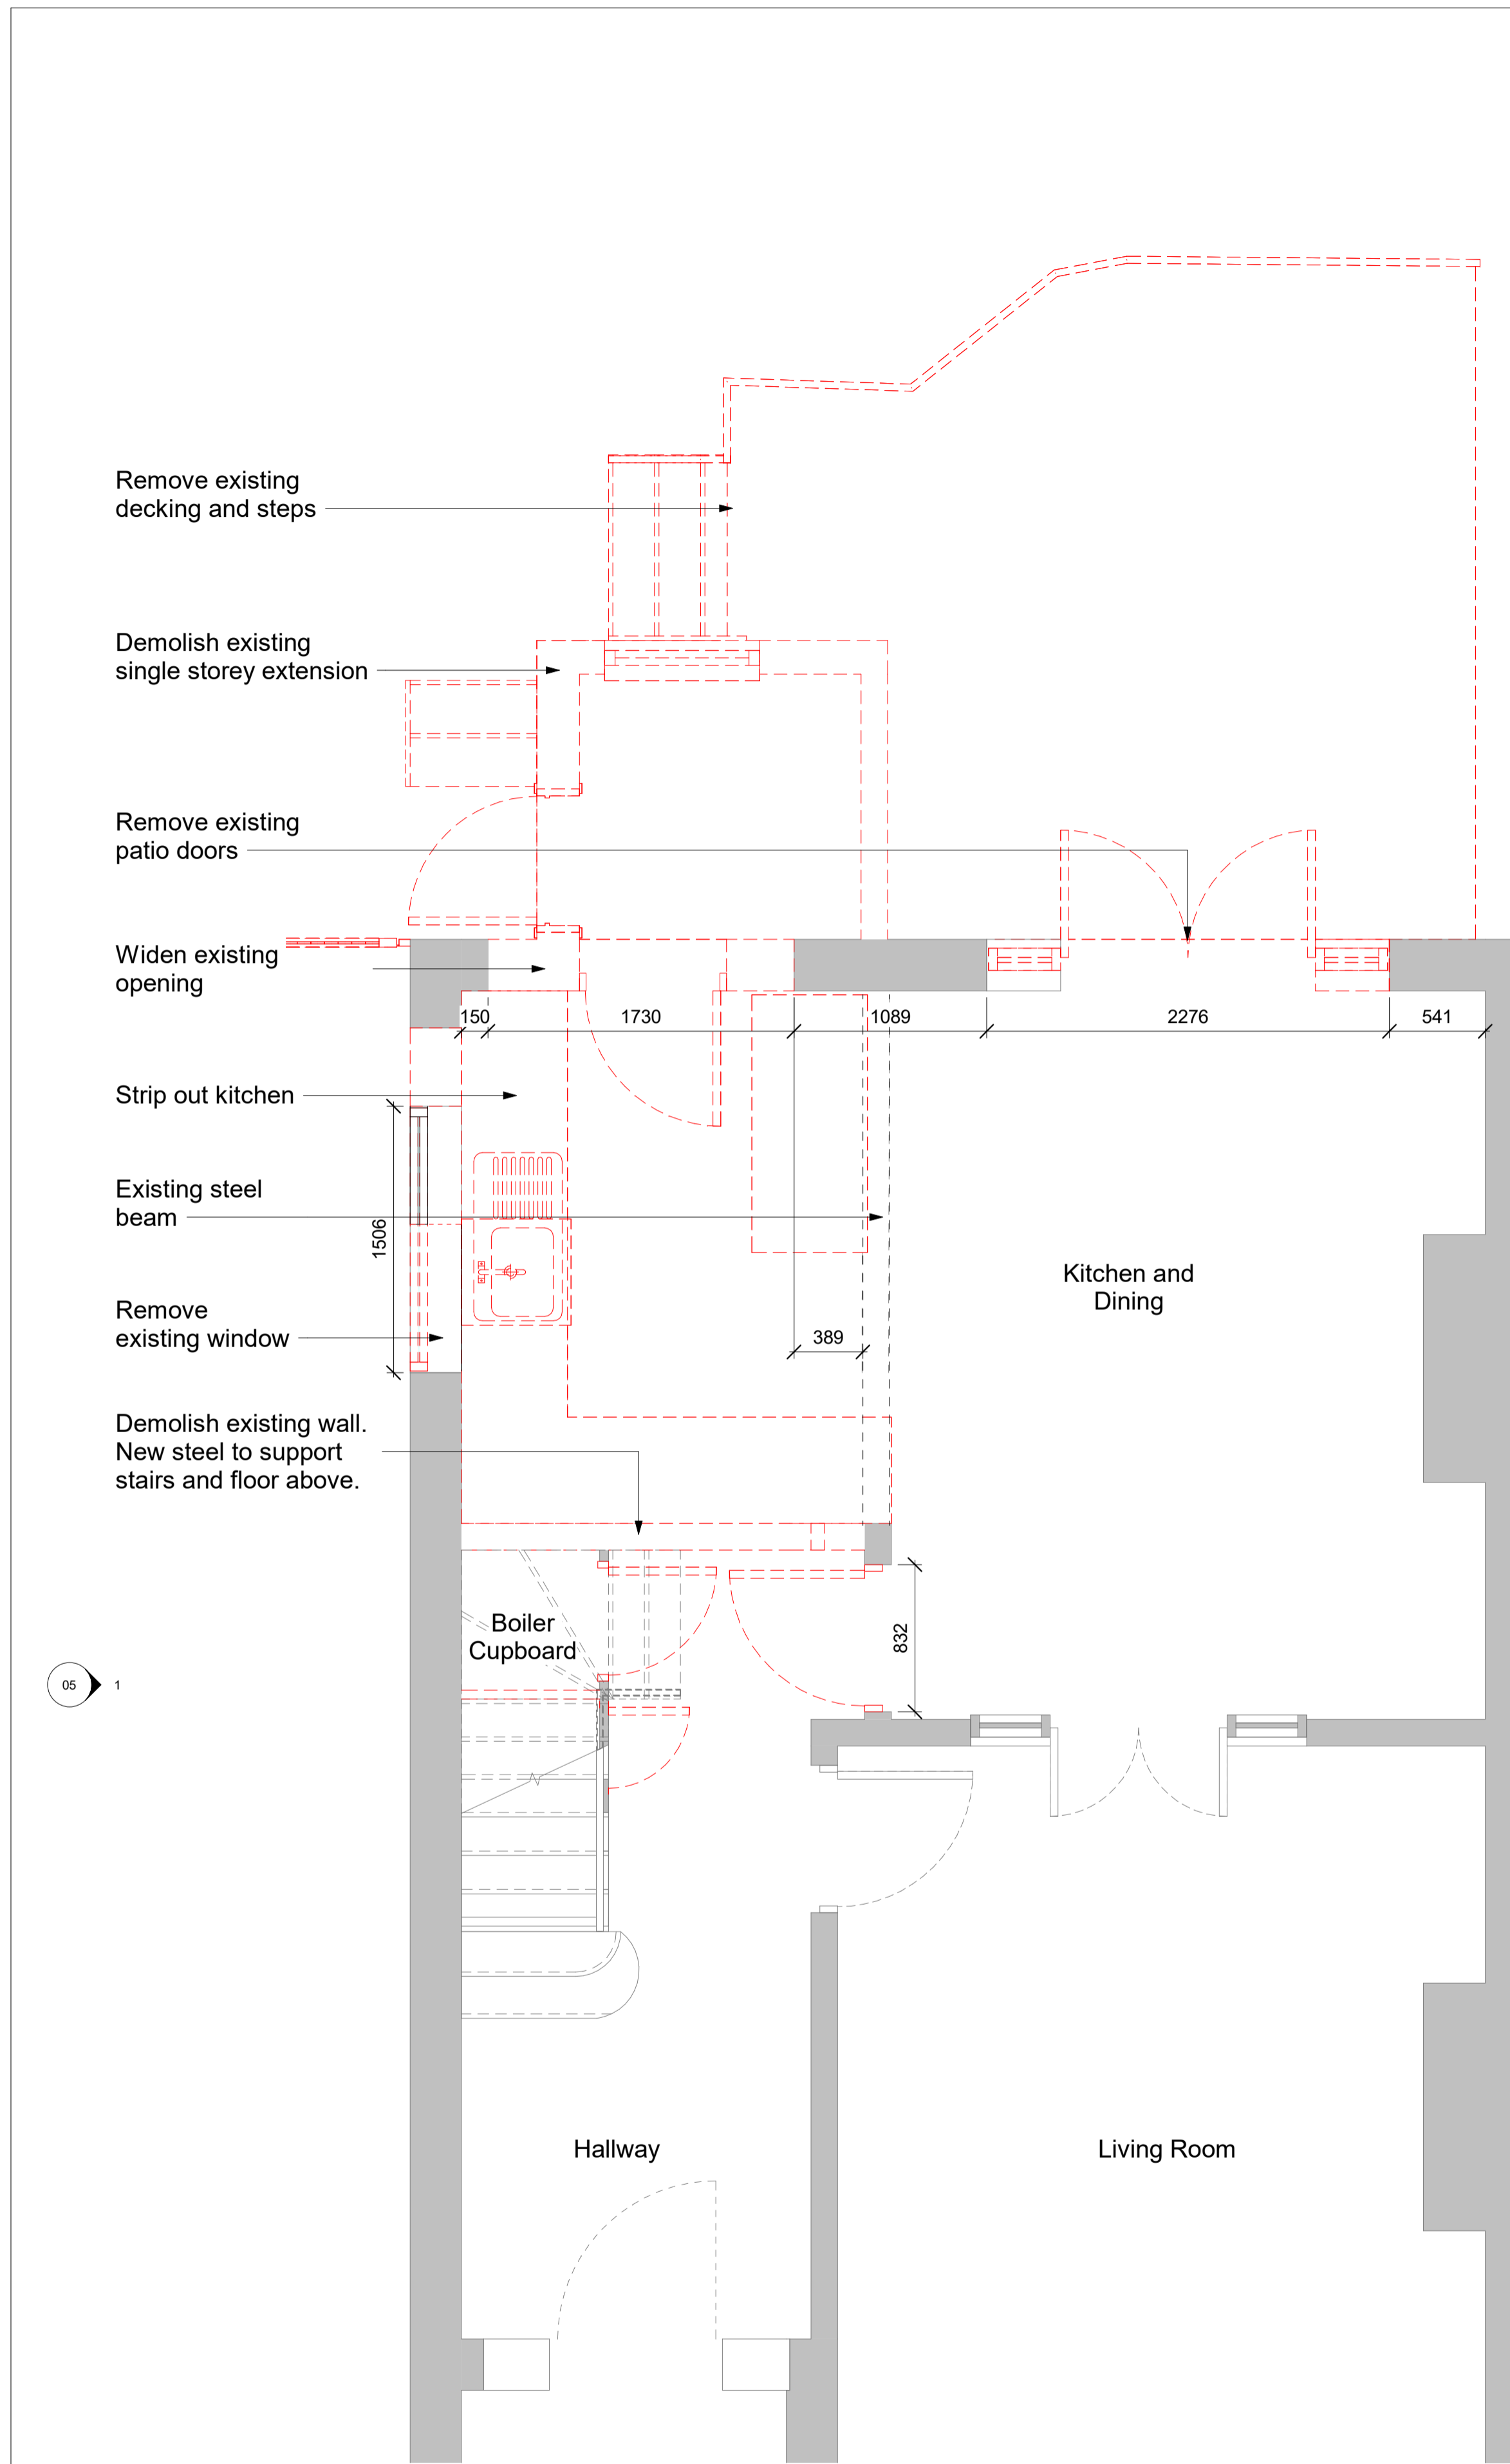 Remove existing
decking and steps
Demolish existing
single storey extension
Remove existing
patio doors
Widen existing
opening
150
1730
1089
2276
541
Strip out kitchen
Existing steel
beam
1506
Kitchen and
Dining
Remove
existing window
389
Demolish existing wall.
New steel to support
stairs and floor above.
Boiler
Cupboard
832
05
1
Hallway
Living Room